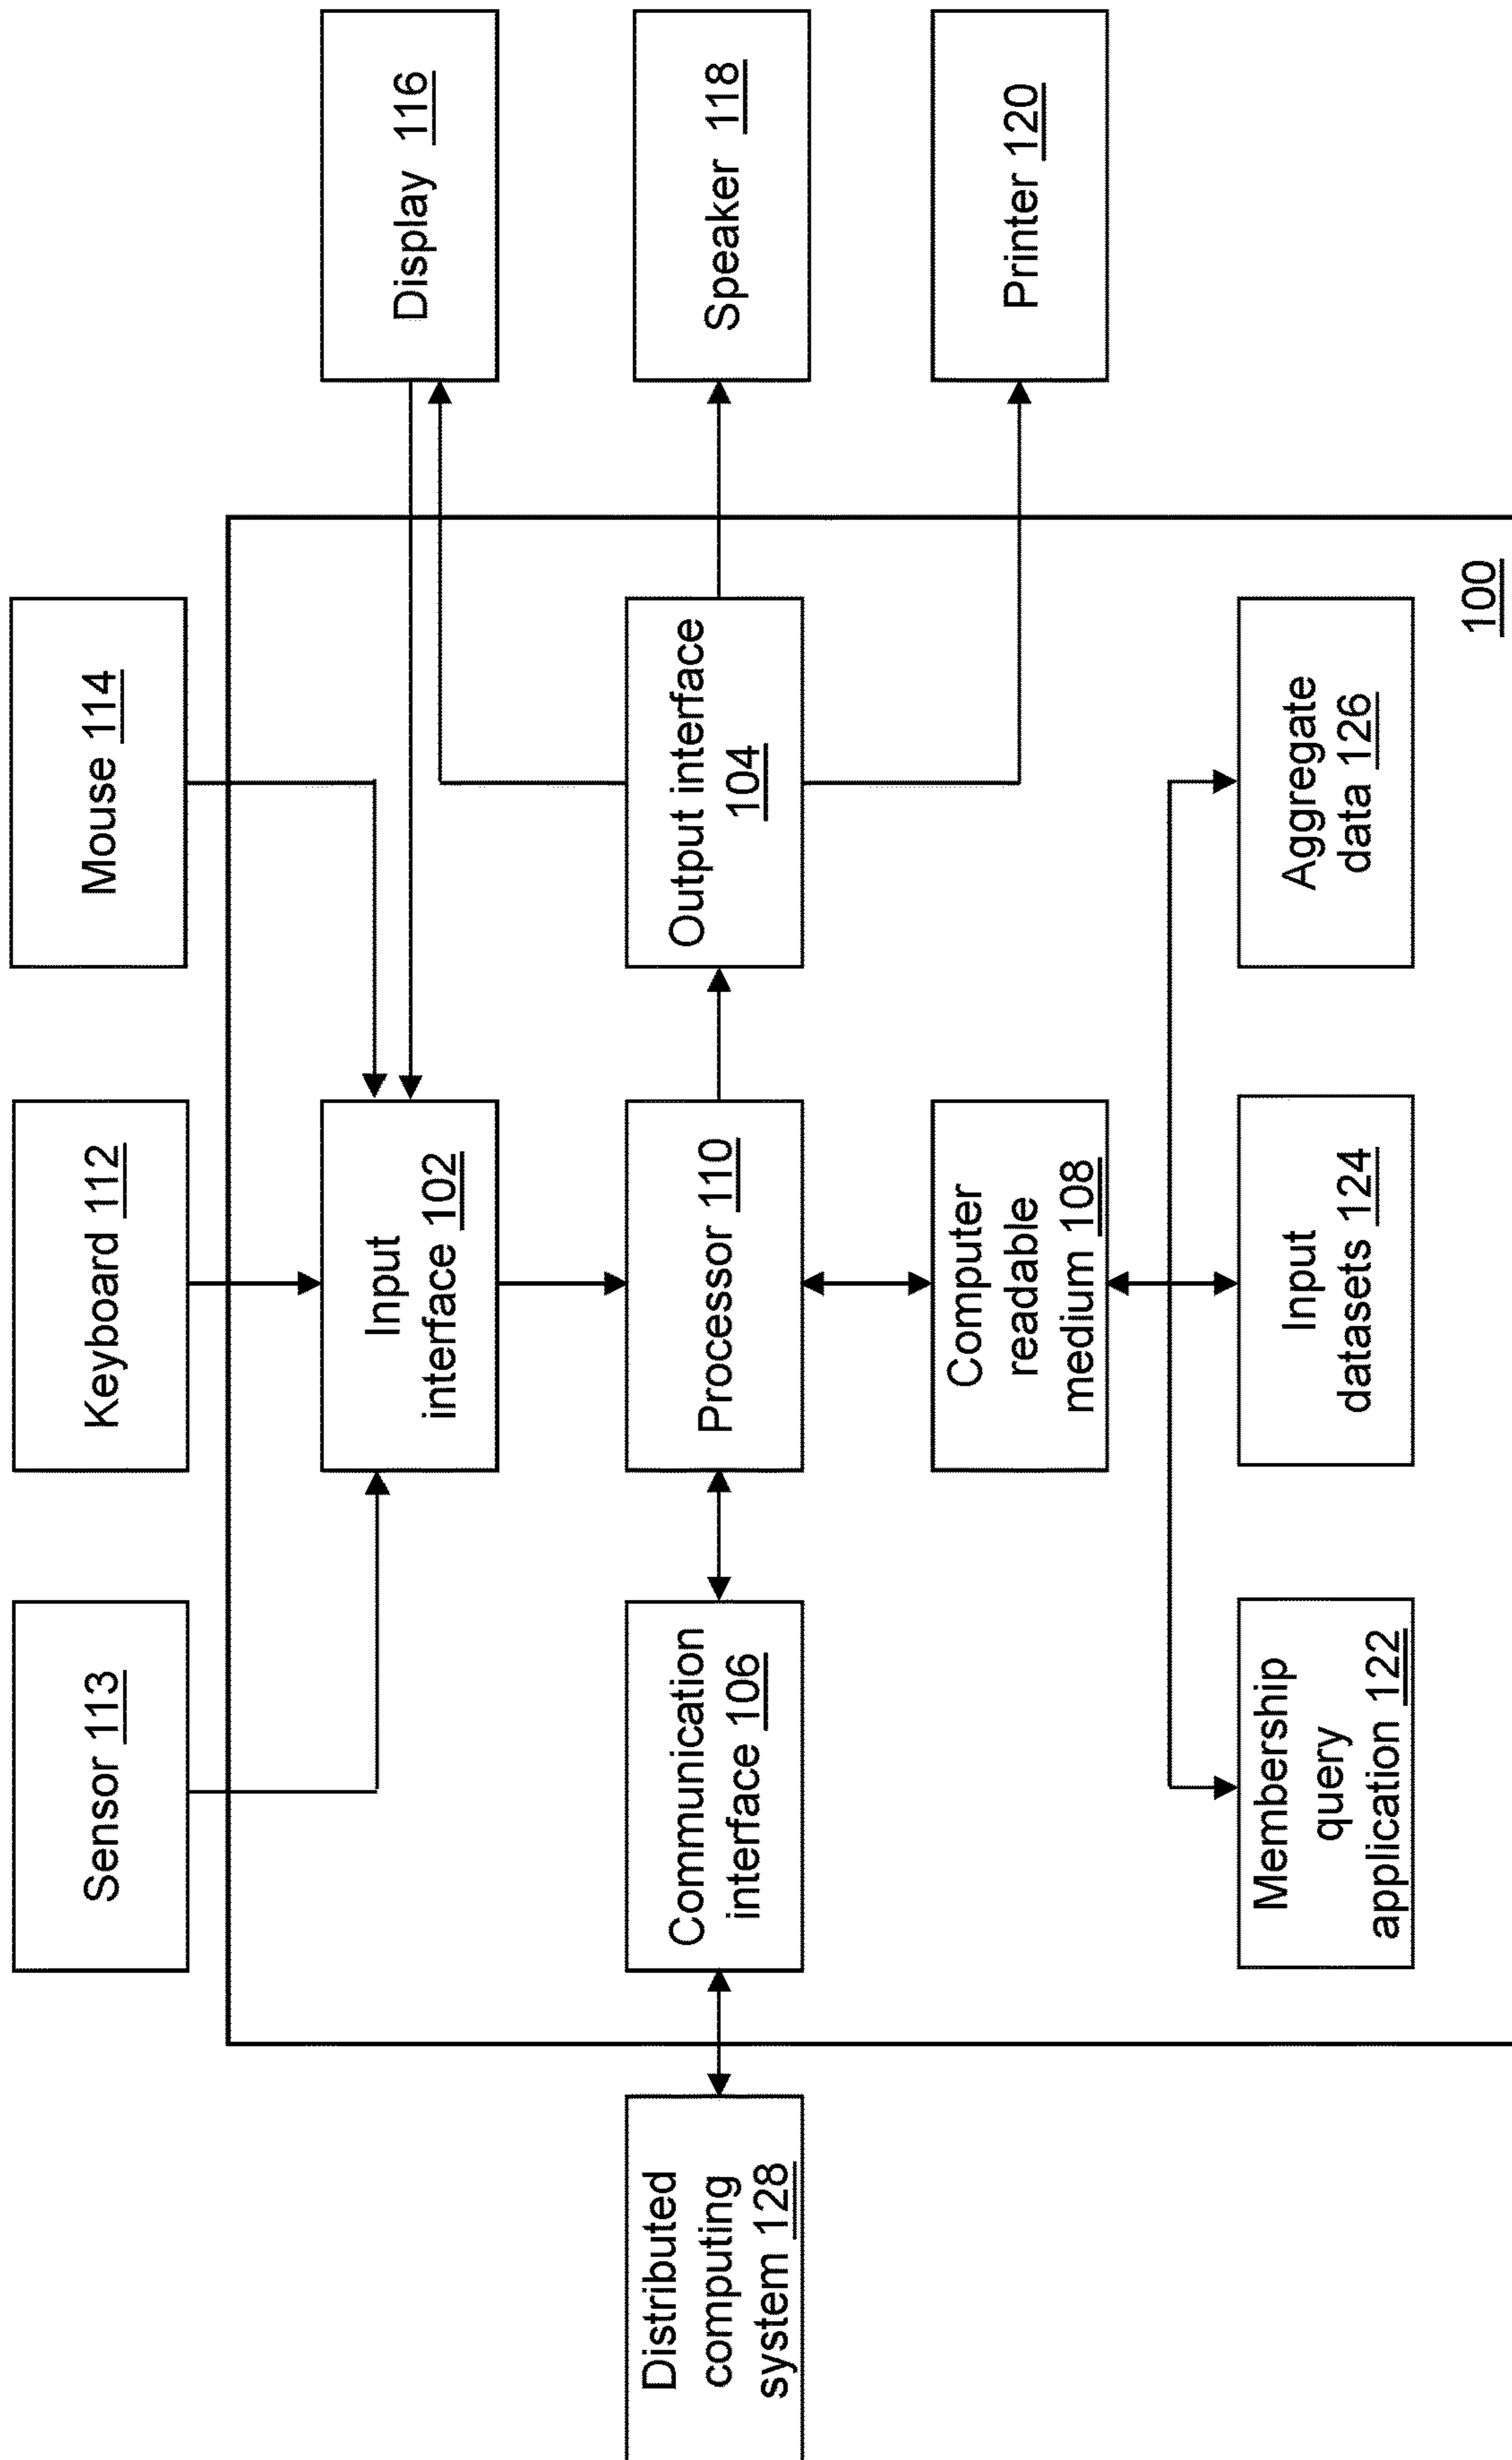 Sensor 113
Keyboard 112
Mouse 114
Input
interface 102
Display 116
Distributed
computing
system 128
Communication
interface 106
Processor 110
Output interface
104
Speaker 118
Computer
readable
medium 108
Printer 120
Membership
query
application 122
Input
datasets 124
Aggregate
data 126
100